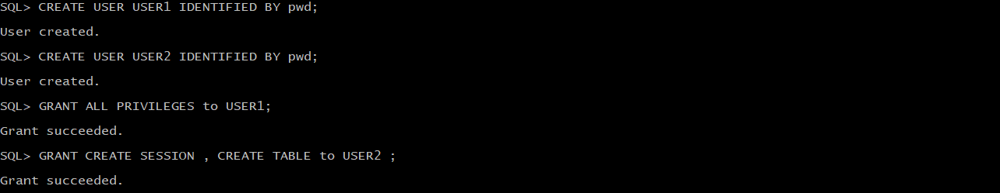 SQL> CREATE USER USER1 IDENTIFIED BY pwd;
User created.
SQL> CREATE USER USER2 IDENTIFIED BY pwd;
User created.
SQL> GRANT ALL PRIVILEGES to USER1;
Grant succeeded.
SQL> GRANT CREATE SESSION , CREATE TABLE to USER2 ;
Grant succeeded.